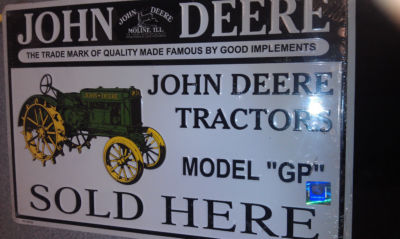 JOHN DEERE
JOHN DEERE
MOLINE, ILL.
THE TRADE MARK OF QUALITY MADE FAMOUS BY GOOD IMPLEMENTS
JOHN DEERE
TRACTORS
MODEL "GP"
SOLD HERE